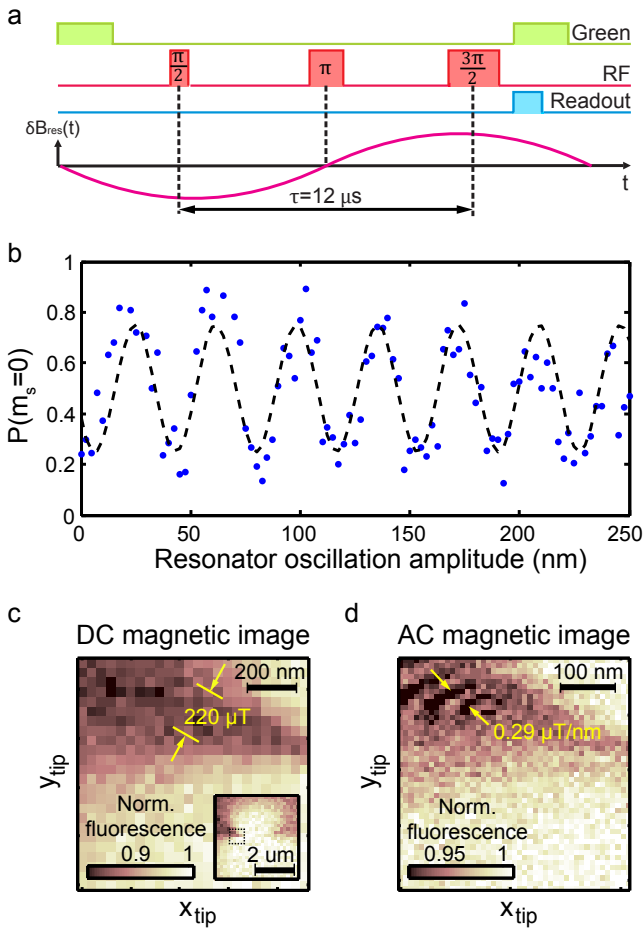 a
Green
π/2
π
3π/2
RF
Readout
δBres(t)
t
τ=12 μs
b
1
0.8
0.6
0.4
0.2
0
P(m_s=0)
0
50
100
150
200
250
Resonator oscillation amplitude (nm)
c
DC magnetic image
200 nm
220 μT
y_tip
Norm.
fluorescence
0.9
1
2 um
x_tip
d
AC magnetic image
100 nm
0.29 μT/nm
y_tip
Norm.
fluorescence
0.95
1
x_tip